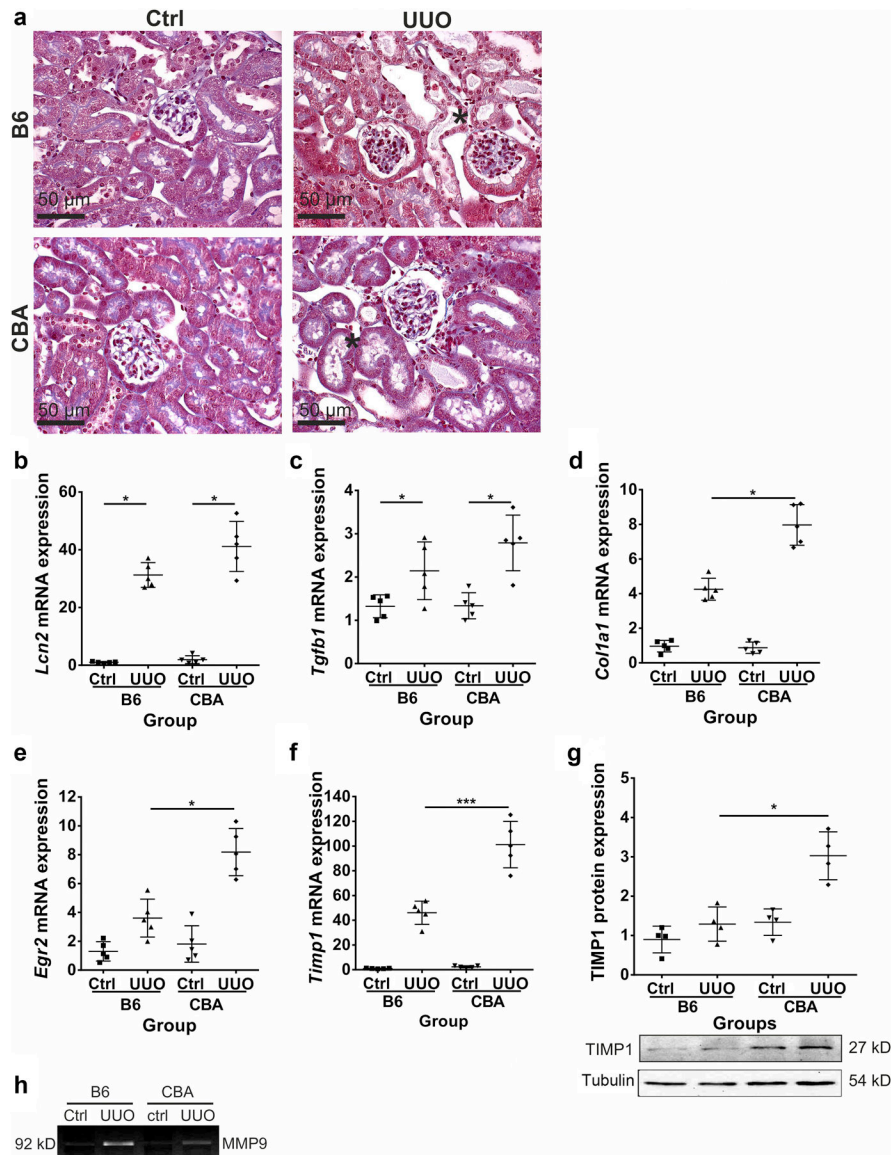 a
Ctrl UUO
B6
50 µm 50 µm
*
CBA
50 µm 50 µm
*
b
Lcn2 mRNA expression
60
40
20
0
* *
Ctrl UUO Ctrl UUO
B6 CBA
Group
c
Tgfb1 mRNA expression
4
3
2
1
0
* *
Ctrl UUO Ctrl UUO
B6 CBA
Group
d
Col1a1 mRNA expression
10
8
6
4
2
0
*
Ctrl UUO Ctrl UUO
B6 CBA
Group
e
Egr2 mRNA expression
12
10
8
6
4
2
0
*
Ctrl UUO Ctrl UUO
B6 CBA
Group
f
Timp1 mRNA expression
140
120
100
80
60
40
20
0
***
Ctrl UUO Ctrl UUO
B6 CBA
Group
g
TIMP1 protein expression
5
4
3
2
1
0
*
Ctrl UUO Ctrl UUO
B6 CBA
Groups
TIMP1 27 kD
Tubulin 54 kD
h
B6 CBA
Ctrl UUO ctrl UUO
92 kD MMP9